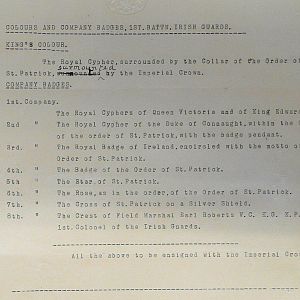 COLOURS AND COMPANY BADGES, 1ST. BATTN. IRISH GUARDS.
KING'S COLOUR.
The Royal Cypher, surrounded by the Collar of the Order of
surmounted
St. Patrick, by the Imperial Crown.
COMPANY BADGES.
1st. Company. The Royal Cyphers of Queen Victoria and of King Edward
2nd " The Royal Cypher of the Duke of Connaught, within the
of the order of St. Patrick, with the badge pendant.
3rd. " The Royal Badge of Ireland, encircled with the motto
Order of St. Patrick.
4th. " The Badge of the Order of St. Patrick.
5th. " The Star of St. Patrick.
6th. " The Rose, as in the order, of the Order of St. Patrick.
7th. " The Cross of St. Patrick on a Silver Shield.
8th. " The Crest of Field Marshal Earl Roberts V.C. K.G. K.P.
1st. Colonel of the Irish Guards.
All the above to be ensigned with the Imperial Crow